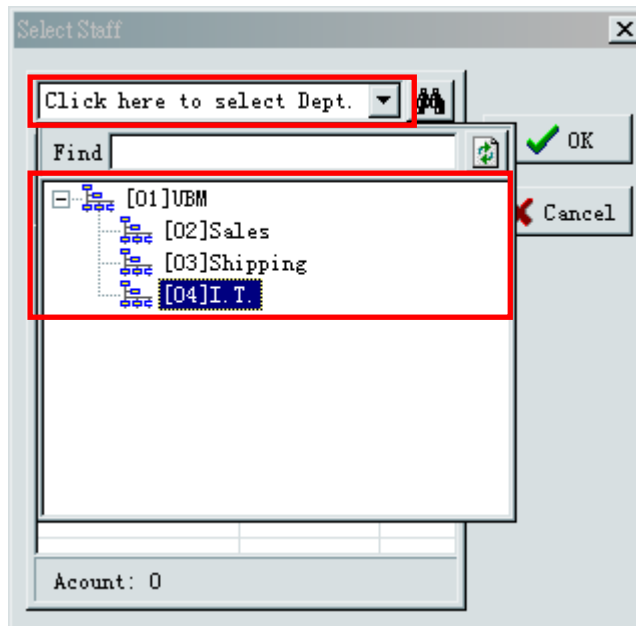 Select Staff
Click here to select Dept.
Find
OK
[01]UBM
Cancel
[02]Sales
[03]Shipping
[04]I.T.
Acount: 0